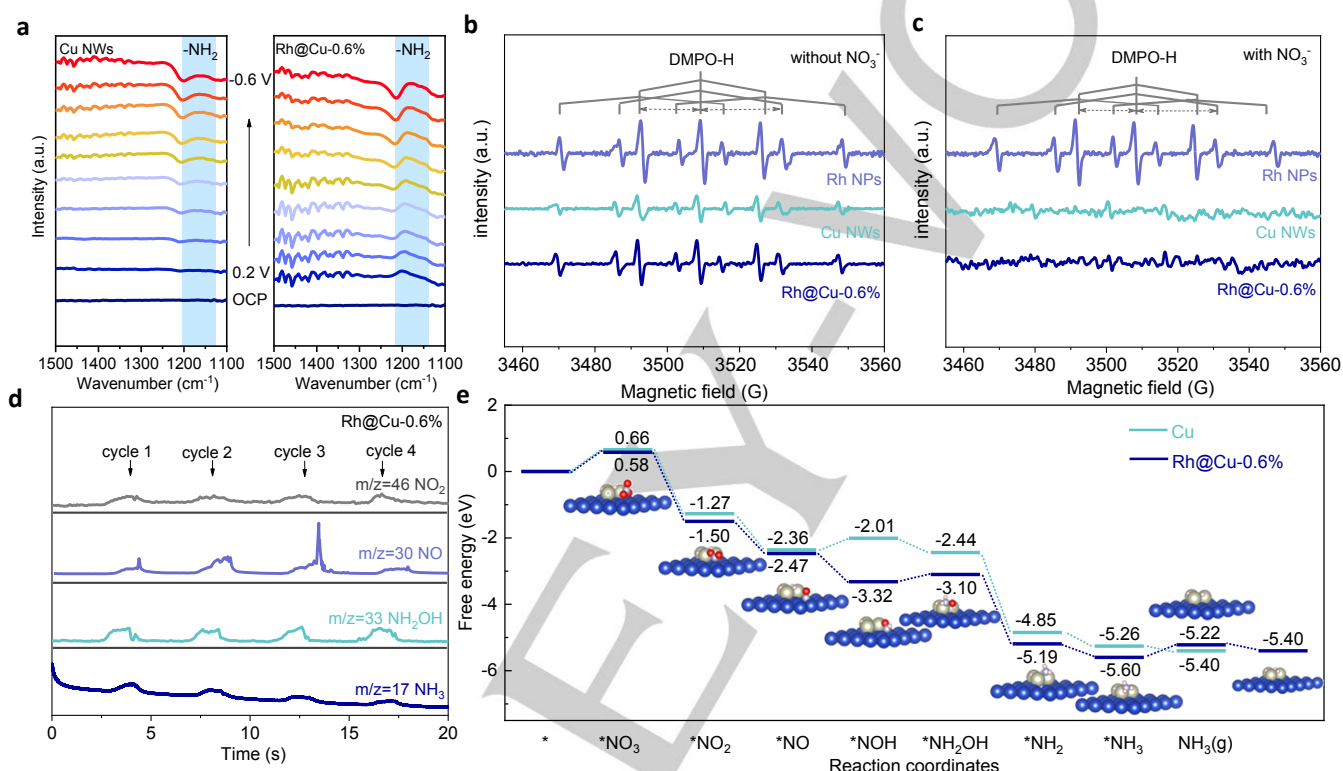 a
Cu NWs
-NH2
Rh@Cu-0.6%
-NH2
-0.6 V
0.2 V
OCP
Intensity (a.u.)
1500 1400 1300 1200 1100
Wavenumber (cm-1)
1500 1400 1300 1200 1100
Wavenumber (cm-1)
b
DMPO-H
without NO3-
Rh NPs
Cu NWs
Rh@Cu-0.6%
intensity (a.u.)
3460 3480 3500 3520 3540 3560
Magnetic field (G)
c
DMPO-H
with NO3-
Rh NPs
Cu NWs
Rh@Cu-0.6%
intensity (a.u.)
3460 3480 3500 3520 3540 3560
Magnetic field (G)
d
Rh@Cu-0.6%
cycle 1 cycle 2 cycle 3 cycle 4
m/z=46 NO2
m/z=30 NO
m/z=33 NH2OH
m/z=17 NH3
0 5 10 15 20
Time (s)
e
Cu
Rh@Cu-0.6%
Free energy (eV)
2
0
-2
-4
-6
0.66
0.58
-1.27
-1.50
-2.36
-2.47
-2.01
-3.32
-2.44
-3.10
-4.85
-5.19
-5.26
-5.60
-5.22
-5.40
-5.40
* *NO3 *NO2 *NO *NOH *NH2OH *NH2 *NH3 NH3(g)
Reaction coordinates